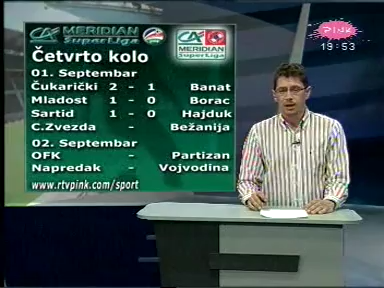 CA MERIDIAN
SuperLiga
CA
MERIDIAN
SuperLiga
PINK
19:53
Četvrto kolo
01. Septembar
Čukarički 2 - 1 Banat
Mladost 1 - 0 Borac
Sartid 1 - 0 Hajduk
C.Zvezda - Bežanija
02. Septembar
OFK - Partizan
Napredak - Vojvodina
www.rtvpink.com/sport